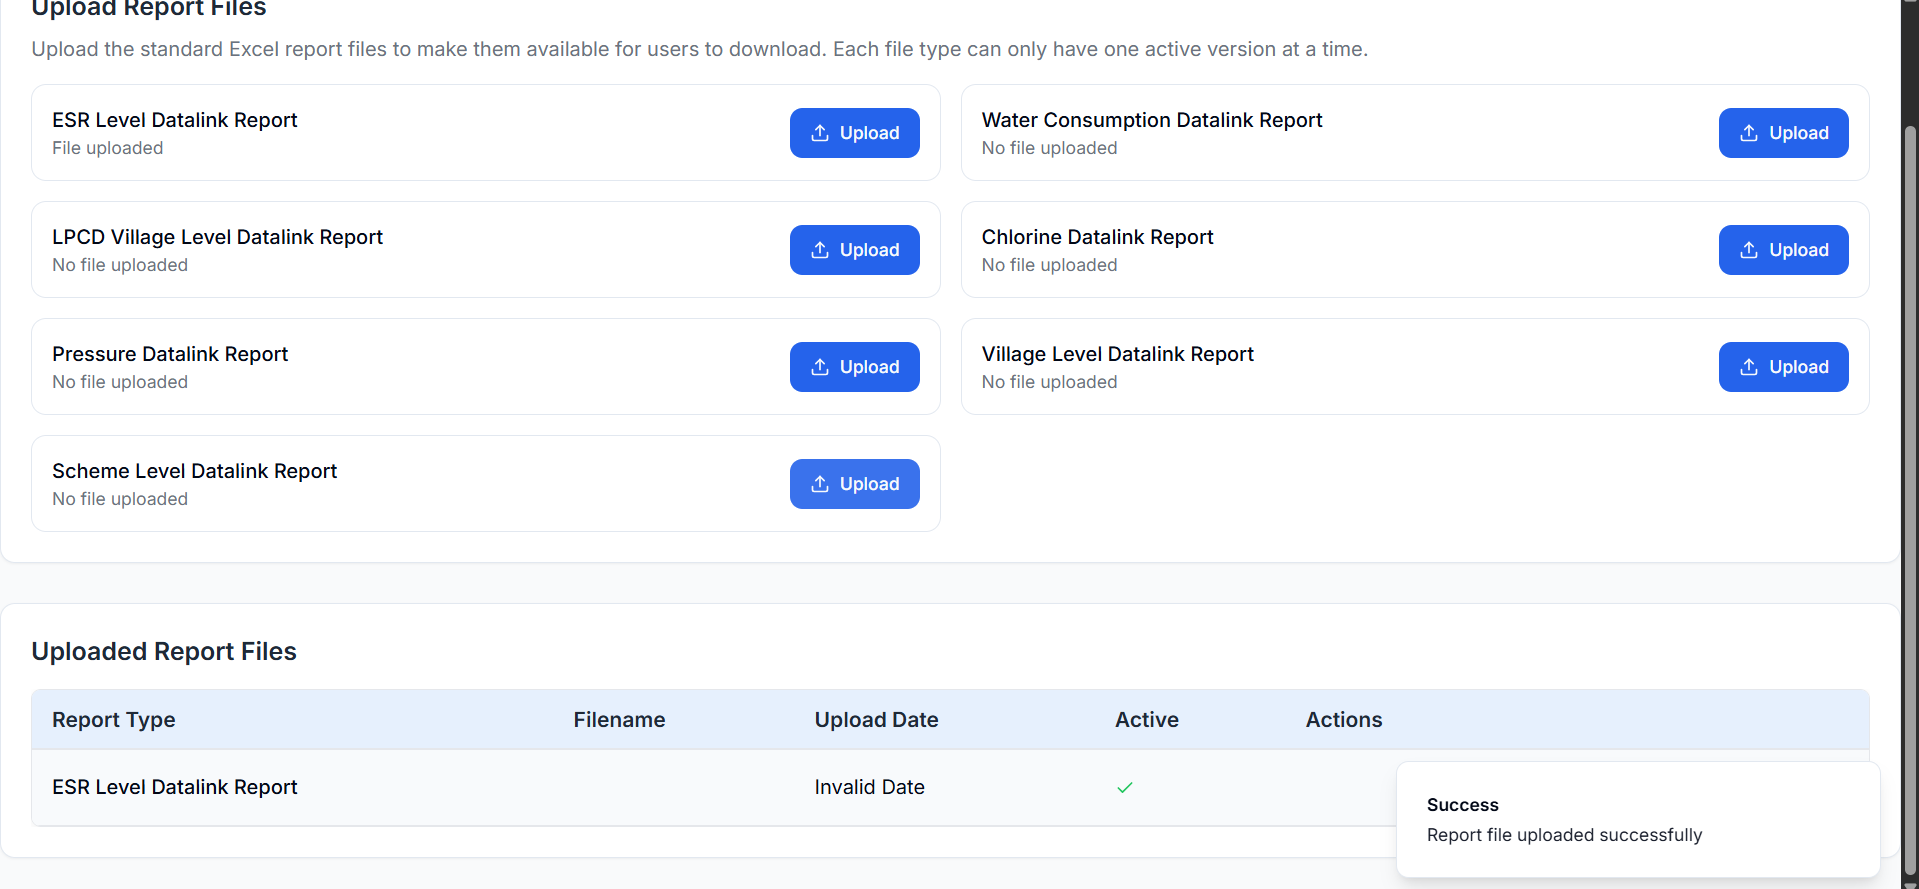 Upload Report Files
Upload the standard Excel report files to make them available for users to download. Each file type can only have one active version at a time.
ESR Level Datalink Report
File uploaded
Upload
Water Consumption Datalink Report
No file uploaded
Upload
LPCD Village Level Datalink Report
No file uploaded
Upload
Chlorine Datalink Report
No file uploaded
Upload
Pressure Datalink Report
No file uploaded
Upload
Village Level Datalink Report
No file uploaded
Upload
Scheme Level Datalink Report
No file uploaded
Upload
Uploaded Report Files
Report Type Filename Upload Date Active Actions
ESR Level Datalink Report Invalid Date
Success
Report file uploaded successfully